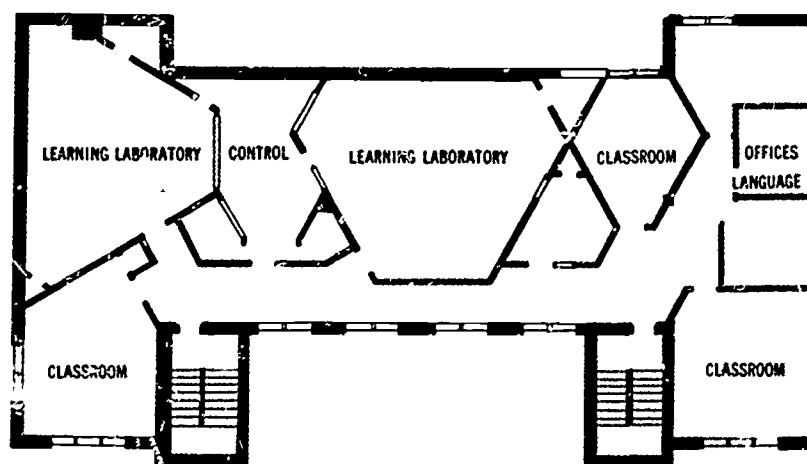 LEARNING LABORATORY
CONTROL
LEARNING LABORATORY
CLASSROOM
OFFICES
LANGUAGE
CLASSROOM
CLASSROOM